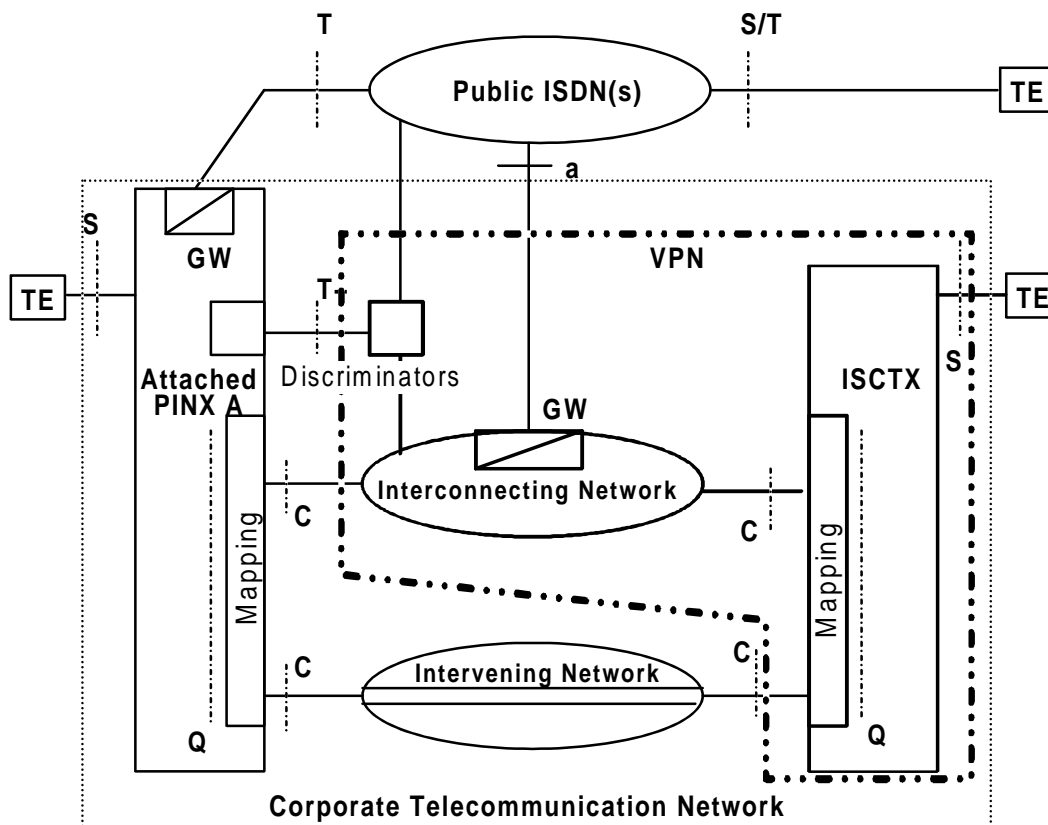 T
S/T
Public ISDN(s)
TE
a
S
GW
VPN
TE
T
S
TE
Attached
PINX A
Discriminators
ISCTX
GW
Interconnecting Network
C
C
Mapping
Mapping
Intervening Network
C
C
Q
Q
Corporate Telecommunication Network